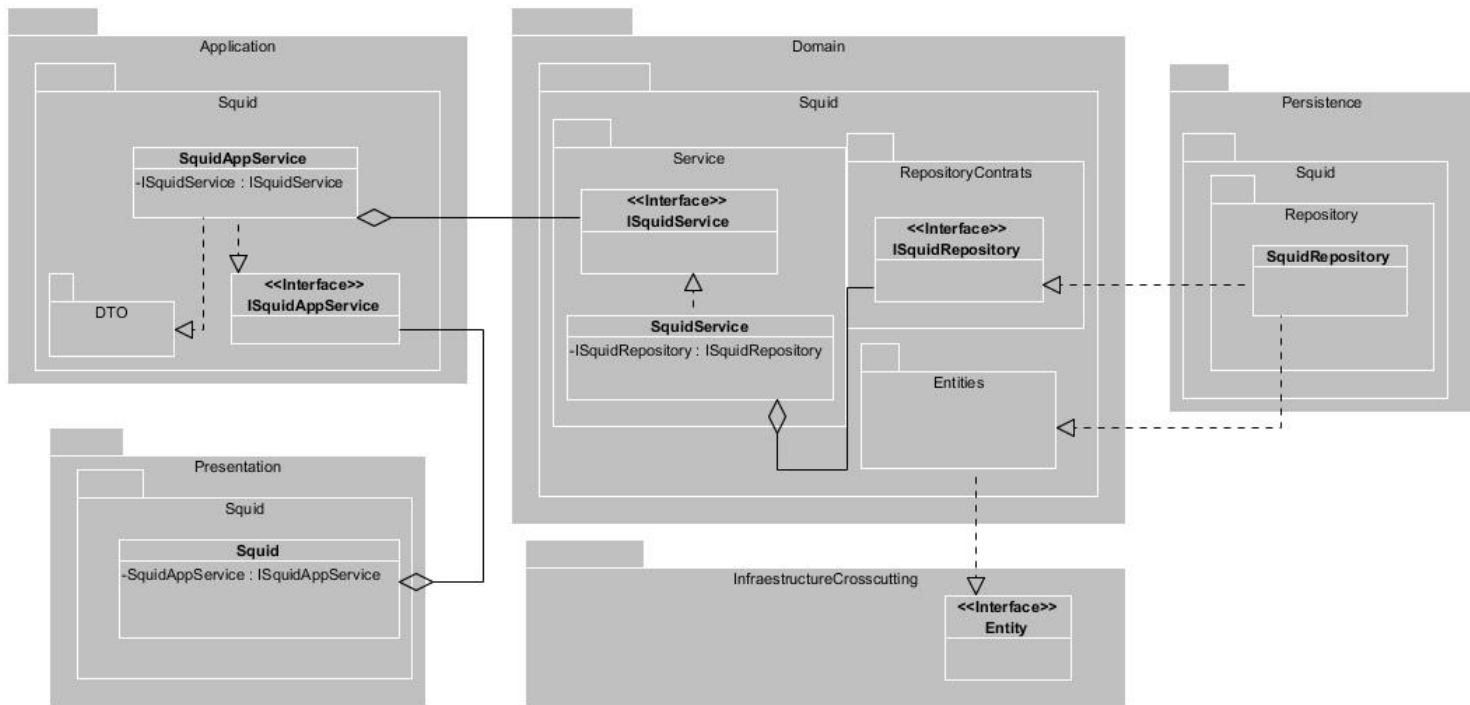 Application
Squid
SquidAppService
-ISquidService : ISquidService
<<Interface>>
ISquidAppService
DTO
Domain
Squid
Service
<<Interface>>
ISquidService
SquidService
-ISquidRepository : ISquidRepository
RepositoryContrats
<<Interface>>
ISquidRepository
Entities
Persistence
Squid
Repository
SquidRepository
Presentation
Squid
Squid
-SquidAppService : ISquidAppService
InfraestructureCrosscutting
<<Interface>>
Entity